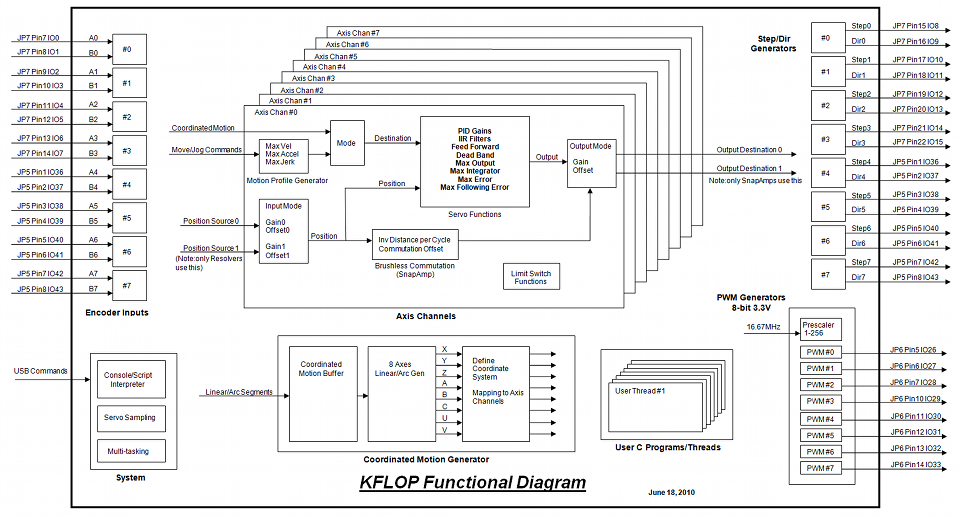 JP7 Pin7 IO0 A0
JP7 Pin8 IO1 B0
#0
JP7 Pin9 IO2 A1
JP7 Pin10 IO3 B1
#1
JP7 Pin11 IO4 A2
JP7 Pin12 IO5 B2
#2
JP7 Pin13 IO6 A3
JP7 Pin14 IO7 B3
#3
JP5 Pin1 IO36 A4
JP5 Pin2 IO37 B4
#4
JP5 Pin3 IO38 A5
JP5 Pin4 IO39 B5
#5
JP5 Pin5 IO40 A6
JP5 Pin6 IO41 B6
#6
JP5 Pin7 IO42 A7
JP5 Pin8 IO43 B7
#7
Encoder Inputs
Axis Chan #7
Axis Chan #6
Axis Chan #5
Axis Chan #4
Axis Chan #3
Axis Chan #2
Axis Chan #1
Axis Chan #0
Coordinated Motion
Move/Jog Commands
Max Vel
Max Accel
Max Jerk
Motion Profile Generator
Mode
Destination
Position
PID Gains
IIR Filters
Feed Forward
Dead Band
Max Output
Max Integrator
Max Error
Max Following Error
Servo Functions
Output
Output Mode
Gain
Offset
Output Destination 0
Output Destination 1
Note:only SnapAmps use this
Position Source 0
Position Source 1
(Note:only Resolvers
use this)
Input Mode
Gain0
Offset0
Gain1
Offset1
Position
Inv Distance per Cycle
Commutation Offset
Brushless Commutation
(SnapAmp)
Limit Switch
Functions
Axis Channels
Step/Dir
Generators
#0
Step0 JP7 Pin15 IO8
Dir0 JP7 Pin16 IO9
#1
Step1 JP7 Pin17 IO10
Dir1 JP7 Pin18 IO11
#2
Step2 JP7 Pin19 IO12
Dir2 JP7 Pin20 IO13
#3
Step3 JP7 Pin21 IO14
Dir3 JP7 Pin22 IO15
#4
Step4 JP5 Pin1 IO36
Dir4 JP5 Pin2 IO37
#5
Step5 JP5 Pin3 IO38
Dir5 JP5 Pin4 IO39
#6
Step6 JP5 Pin5 IO40
Dir6 JP5 Pin6 IO41
#7
Step7 JP5 Pin7 IO42
Dir7 JP5 Pin8 IO43
PWM Generators
8-bit 3.3V
16.67MHz
Prescaler
1-256
PWM #0 JP6 Pin5 IO26
PWM #1 JP6 Pin6 IO27
PWM #2 JP6 Pin7 IO28
PWM #3 JP6 Pin10 IO29
PWM #4 JP6 Pin11 IO30
PWM #5 JP6 Pin12 IO31
PWM #6 JP6 Pin13 IO32
PWM #7 JP6 Pin14 IO33
USB Commands
Console/Script
Interpreter
Servo Sampling
Multi-tasking
System
Linear/Arc Segments
Coordinated
Motion Buffer
8 Axes
Linear/Arc Gen
X
Y
Z
A
B
C
U
V
Define
Coordinate
System
Mapping to Axis
Channels
Coordinated Motion Generator
User Thread #1
User C Programs/Threads
KFLOP Functional Diagram
June 18, 2010